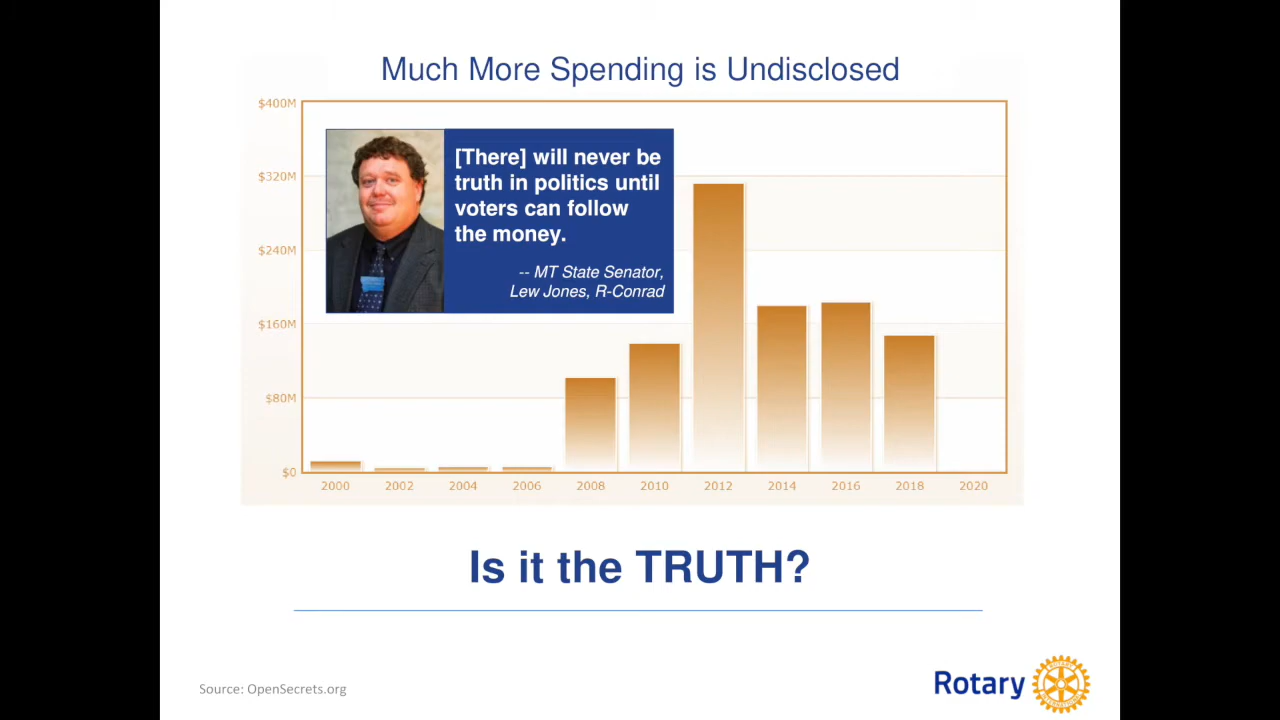 Much More Spending is Undisclosed
$400M
$320M
$240M
$160M
$80M
$0
[There] will never be
truth in politics until
voters can follow
the money.
-- MT State Senator,
Lew Jones, R-Conrad
2000 2002 2004 2006 2008 2010 2012 2014 2016 2018 2020
Is it the TRUTH?
Source: OpenSecrets.org
Rotary
ROTARY
INTERNATIONAL